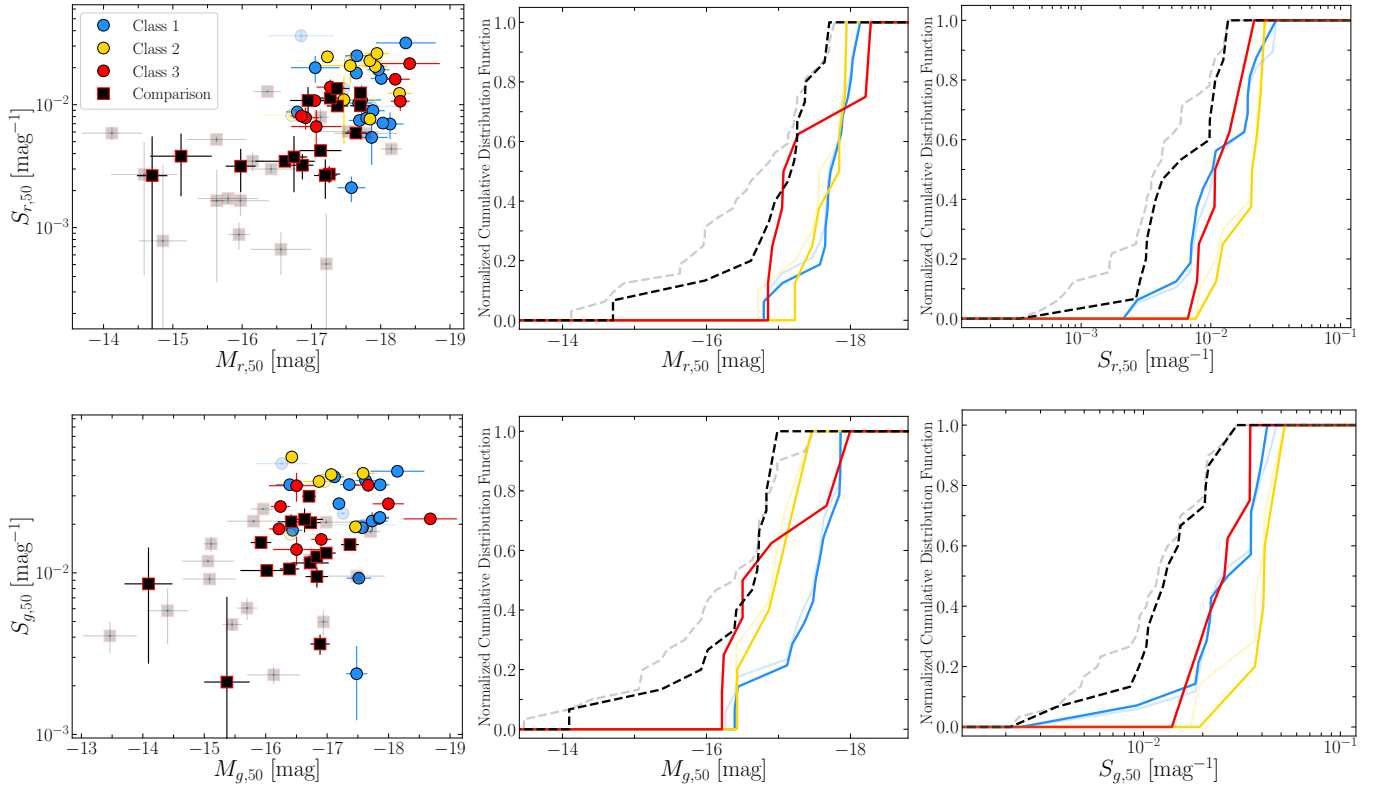 Class 1
Class 2
Class 3
Comparison
10⁻²
10⁻³
S_{r,50} [mag⁻¹]
−14 −15 −16 −17 −18 −19
M_{r,50} [mag]
Normalized Cumulative Distribution Function
1.0
0.8
0.6
0.4
0.2
0.0
−14 −16 −18
M_{r,50} [mag]
Normalized Cumulative Distribution Function
1.0
0.8
0.6
0.4
0.2
0.0
10⁻³ 10⁻² 10⁻¹
S_{r,50} [mag⁻¹]
10⁻²
10⁻³
S_{g,50} [mag⁻¹]
−13 −14 −15 −16 −17 −18 −19
M_{g,50} [mag]
Normalized Cumulative Distribution Function
1.0
0.8
0.6
0.4
0.2
0.0
−14 −16 −18
M_{g,50} [mag]
Normalized Cumulative Distribution Function
1.0
0.8
0.6
0.4
0.2
0.0
10⁻² 10⁻¹
S_{g,50} [mag⁻¹]